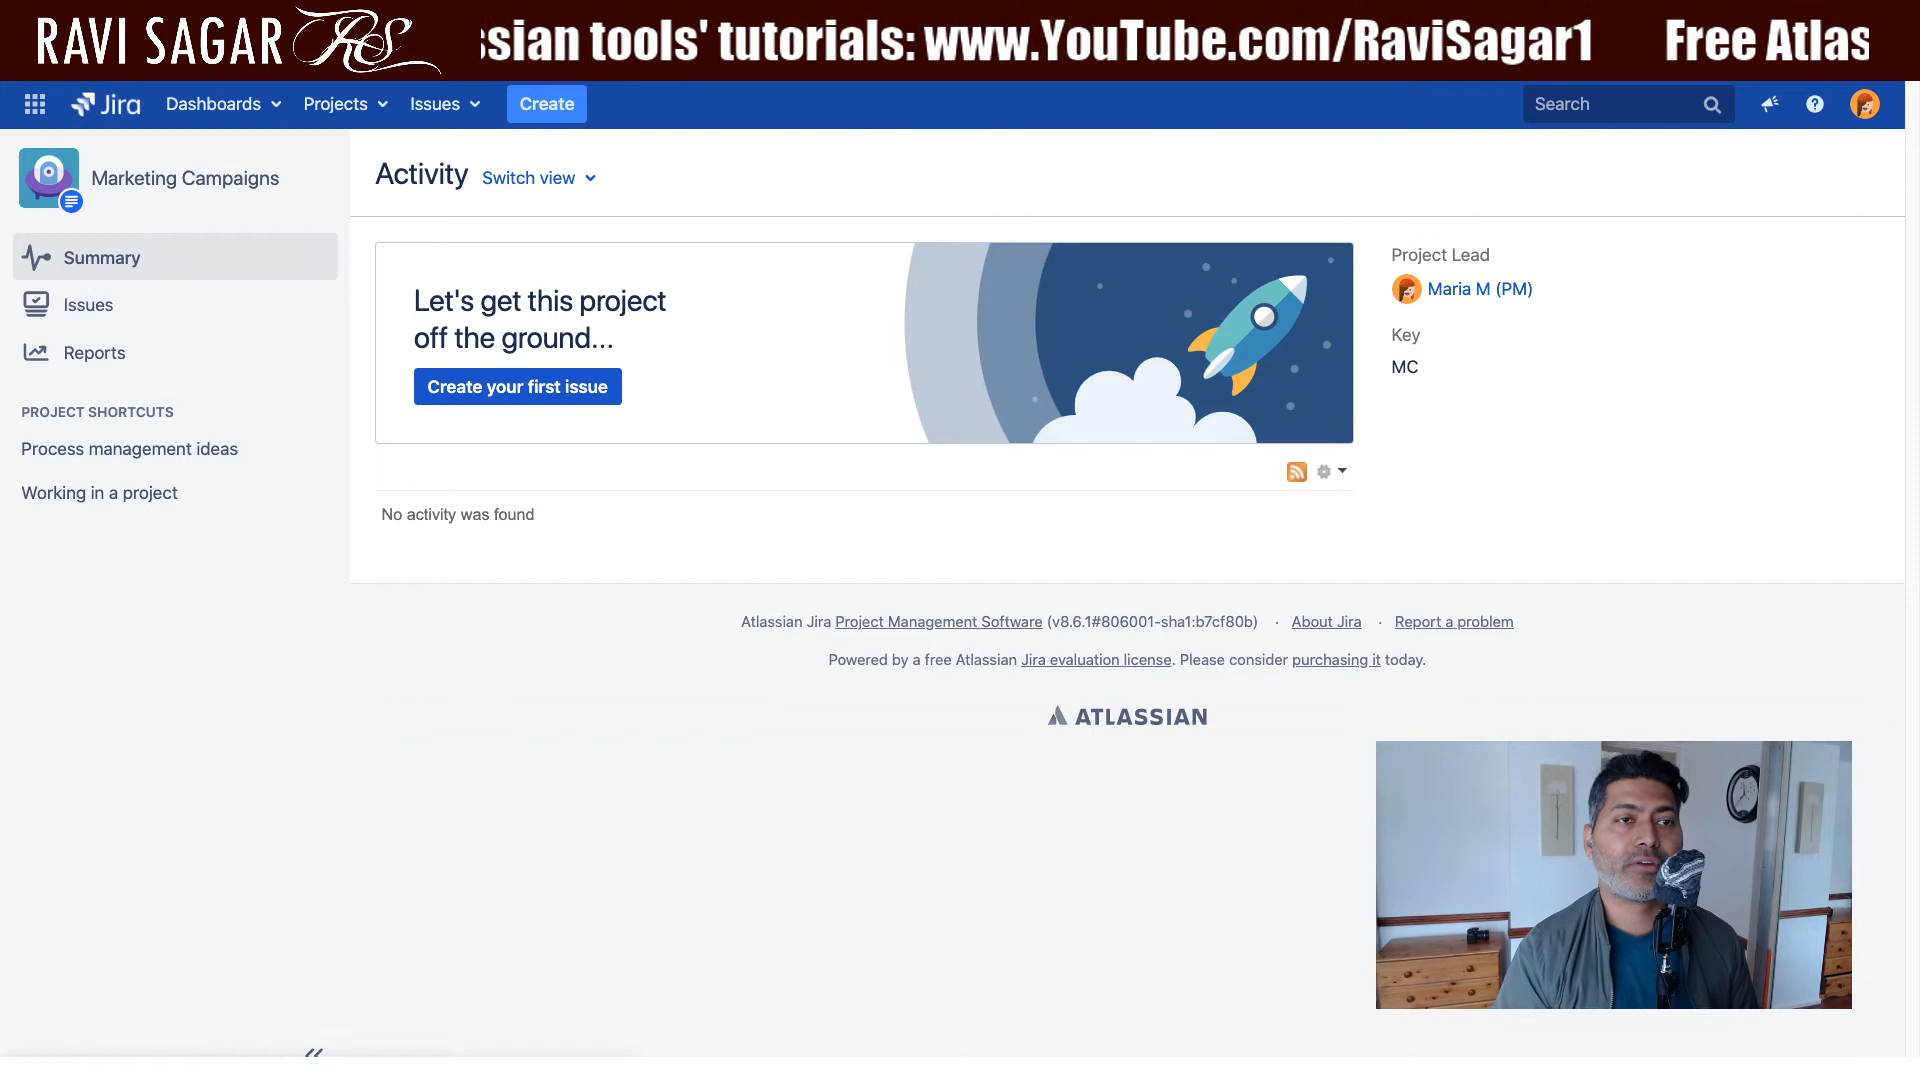 RAVI SAGAR RS
ssian tools' tutorials: www.YouTube.com/RaviSagar1 Free Atlas
Jira Dashboards Projects Issues Create Search
Marketing Campaigns
Summary
Issues
Reports
PROJECT SHORTCUTS
Process management ideas
Working in a project
Activity Switch view
Let's get this project
off the ground...
Create your first issue
Project Lead
Maria M (PM)
Key
MC
No activity was found
Atlassian Jira Project Management Software (v8.6.1#806001-sha1:b7cf80b) · About Jira · Report a problem
Powered by a free Atlassian Jira evaluation license. Please consider purchasing it today.
ATLASSIAN